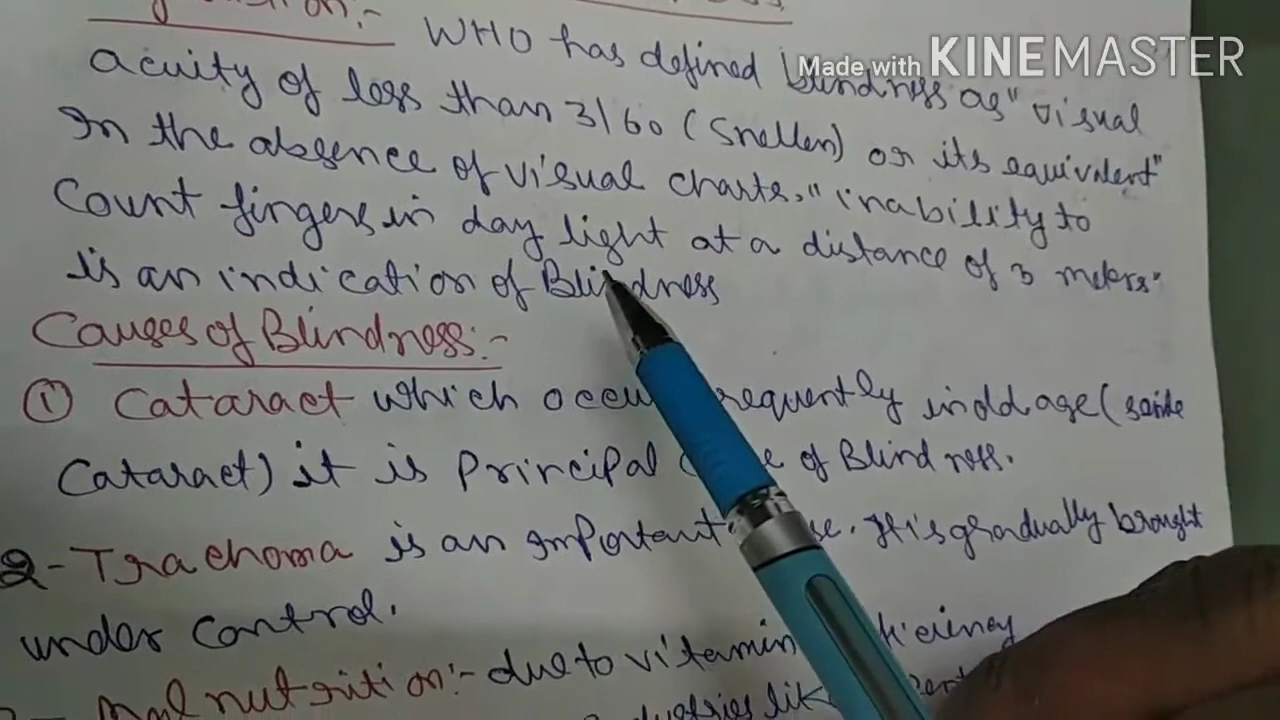 Made with KINEMASTER
WHO has defined blindness as "visual
acuity of less than 3/60 (Snellen) or its equivalent"
In the absence of visual charts, "inability to
Count fingers in day light at a distance of 3 meters"
is an indication of Blindness
Causes of Blindness:-
① Cataract which occur frequently in old age (
Cataract) it is Principal of Blindness.
2- Trachoma is an important It is gradually brought
under control.
Malnutrition:- due to vitamin